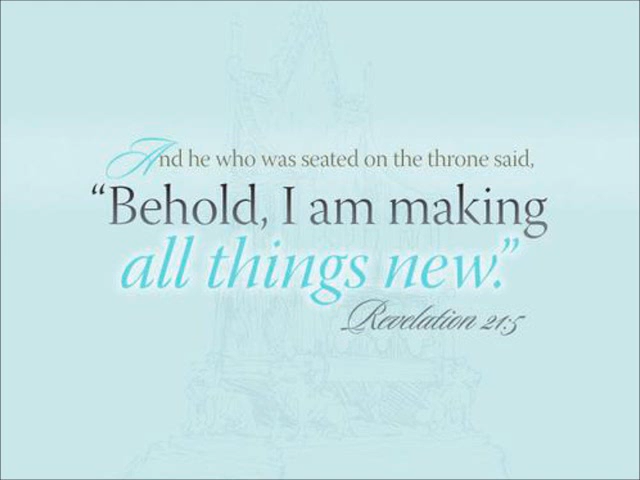 And he who was seated on the throne said,
“Behold, I am making
all things new.”
Revelation 21:5